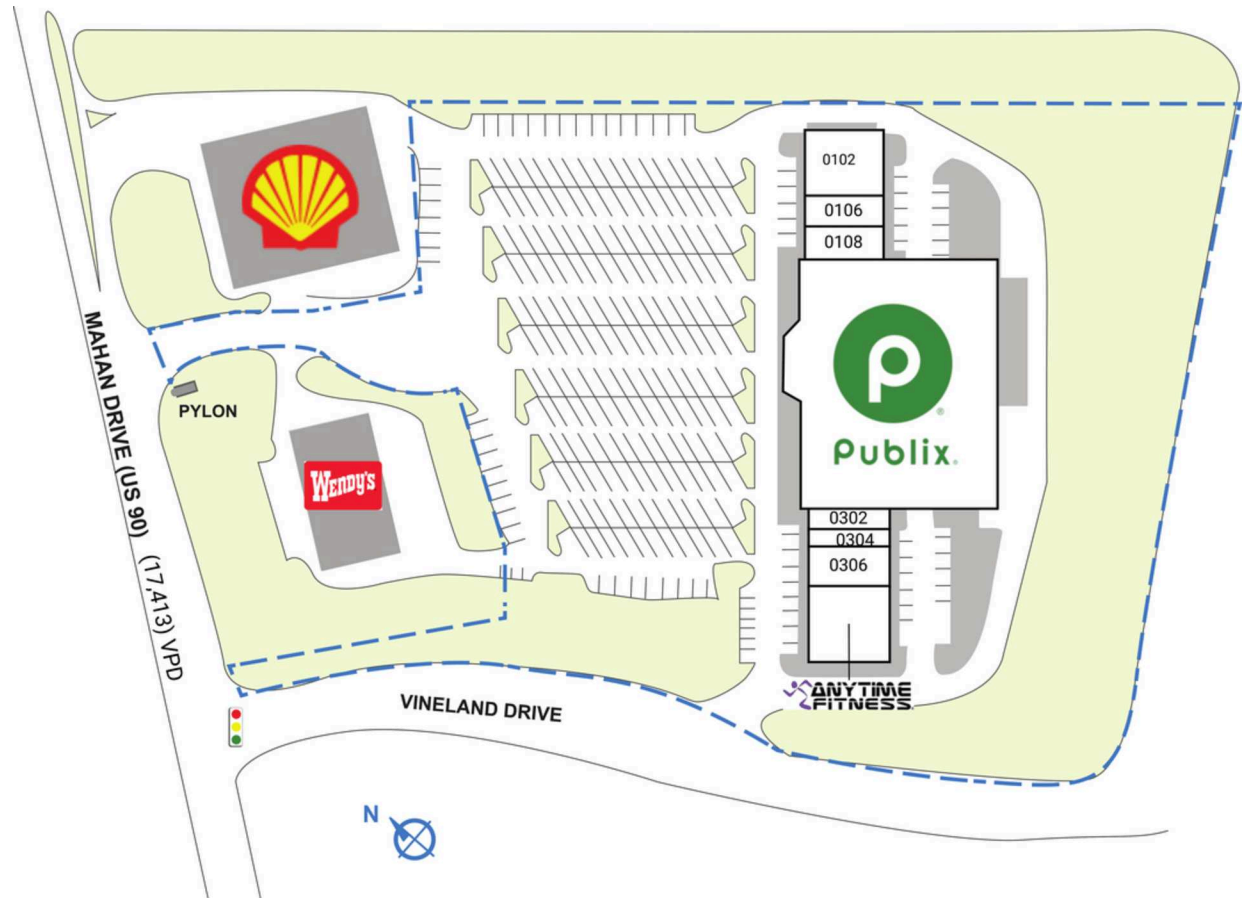 0102
0106
0108
MAHAN DRIVE (US 90) (17,413) VPD
PYLON
Publix®
WENDY'S
0302
0304
0306
ANYTIME
FITNESS
VINELAND DRIVE
N